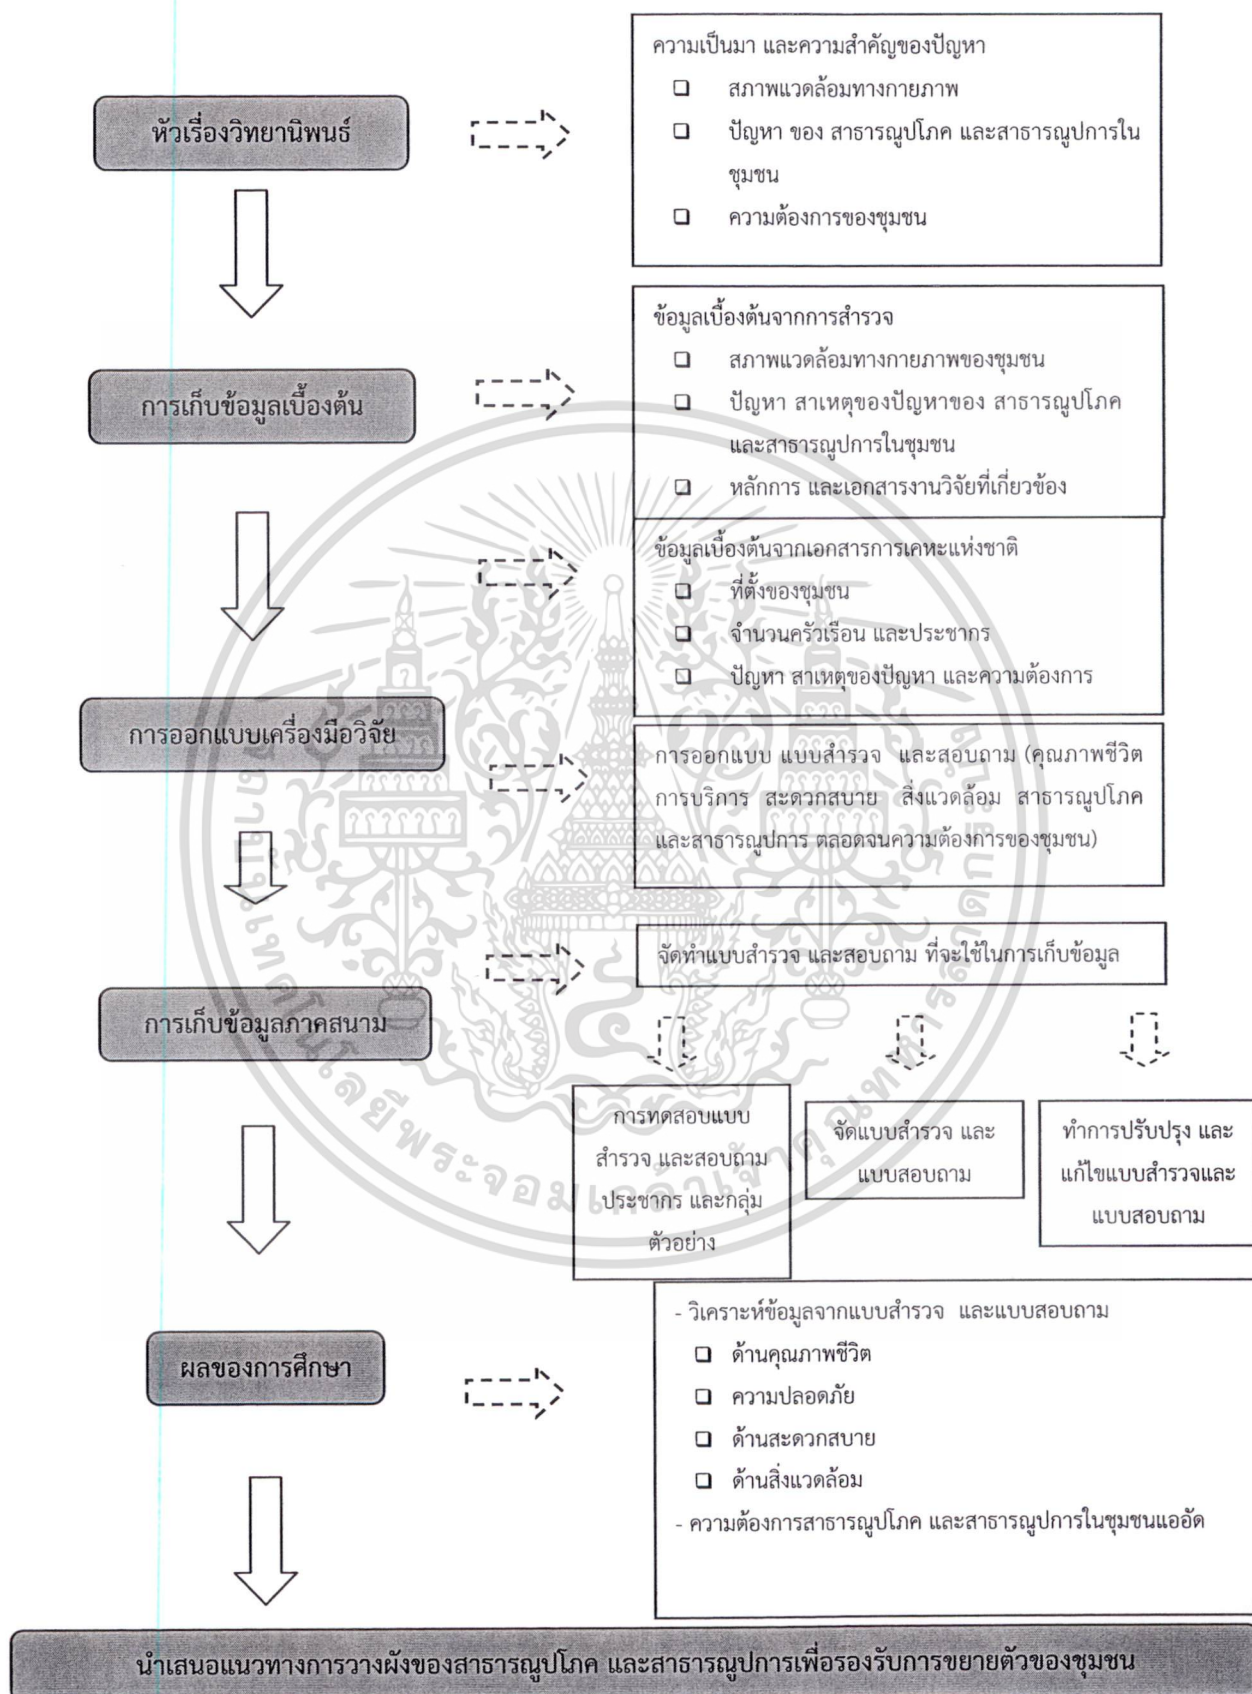 หัวเรื่องวิทยานิพนธ์
ความเป็นมา และความสำคัญของปัญหา
❑ สภาพแวดล้อมทางกายภาพ
❑ ปัญหา ของ สาธารณูปโภค และสาธารณูปการใน
ชุมชน
❑ ความต้องการของชุมชน
การเก็บข้อมูลเบื้องต้น
ข้อมูลเบื้องต้นจากการสำรวจ
❑ สภาพแวดล้อมทางกายภาพของชุมชน
❑ ปัญหา สาเหตุของปัญหาของ สาธารณูปโภค
และสาธารณูปการในชุมชน
❑ หลักการ และเอกสารงานวิจัยที่เกี่ยวข้อง
ข้อมูลเบื้องต้นจากเอกสารการเคหะแห่งชาติ
❑ ที่ตั้งของชุมชน
❑ จำนวนครัวเรือน และประชากร
❑ ปัญหา สาเหตุของปัญหา และความต้องการ
การออกแบบเครื่องมือวิจัย
การออกแบบ แบบสำรวจ และสอบถาม (คุณภาพชีวิต
การบริการ สะดวกสบาย สิ่งแวดล้อม สาธารณูปโภค
และสาธารณูปการ ตลอดจนความต้องการของชุมชน)
จัดทำแบบสำรวจ และสอบถาม ที่จะใช้ในการเก็บข้อมูล
การเก็บข้อมูลภาคสนาม
การทดสอบแบบ
สำรวจ และสอบถาม
ประชากร และกลุ่ม
ตัวอย่าง
จัดแบบสำรวจ และ
แบบสอบถาม
ทำการปรับปรุง และ
แก้ไขแบบสำรวจและ
แบบสอบถาม
ผลของการศึกษา
- วิเคราะห์ข้อมูลจากแบบสำรวจ และแบบสอบถาม
❑ ด้านคุณภาพชีวิต
❑ ความปลอดภัย
❑ ด้านสะดวกสบาย
❑ ด้านสิ่งแวดล้อม
- ความต้องการสาธารณูปโภค และสาธารณูปการในชุมชนแออัด
นำเสนอแนวทางการวางผังของสาธารณูปโภค และสาธารณูปการเพื่อรองรับการขยายตัวของชุมชน
สถาบันเทคโนโลยีพระจอมเกล้าเจ้าคุณทหารลาดกระบัง